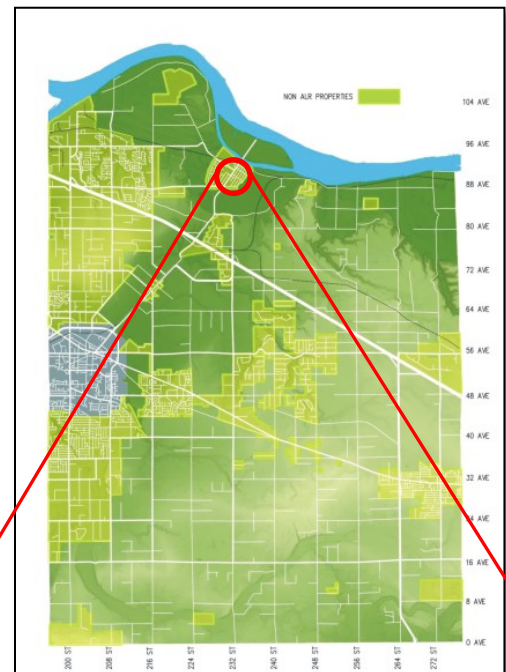 NON ALR PROPERTIES
104 AVE
96 AVE
88 AVE
80 AVE
72 AVE
64 AVE
56 AVE
48 AVE
40 AVE
32 AVE
24 AVE
16 AVE
8 AVE
0 AVE
200 ST
208 ST
216 ST
224 ST
232 ST
240 ST
248 ST
256 ST
264 ST
272 ST